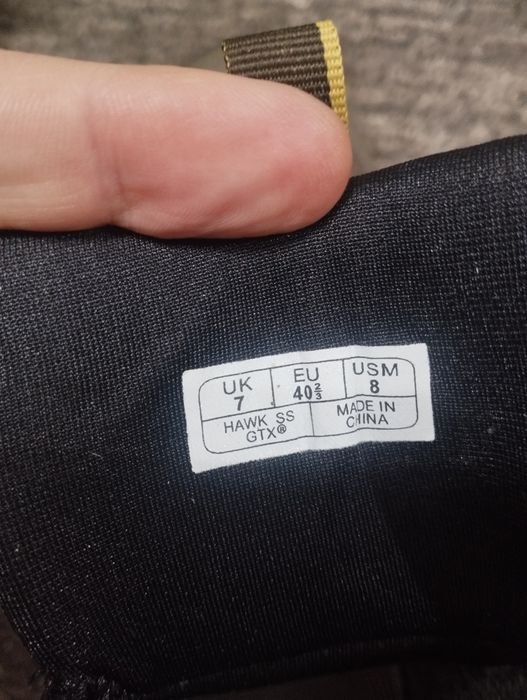 UK EU USM
7 40⅔ 8
HAWK SS MADE IN
GTX® CHINA